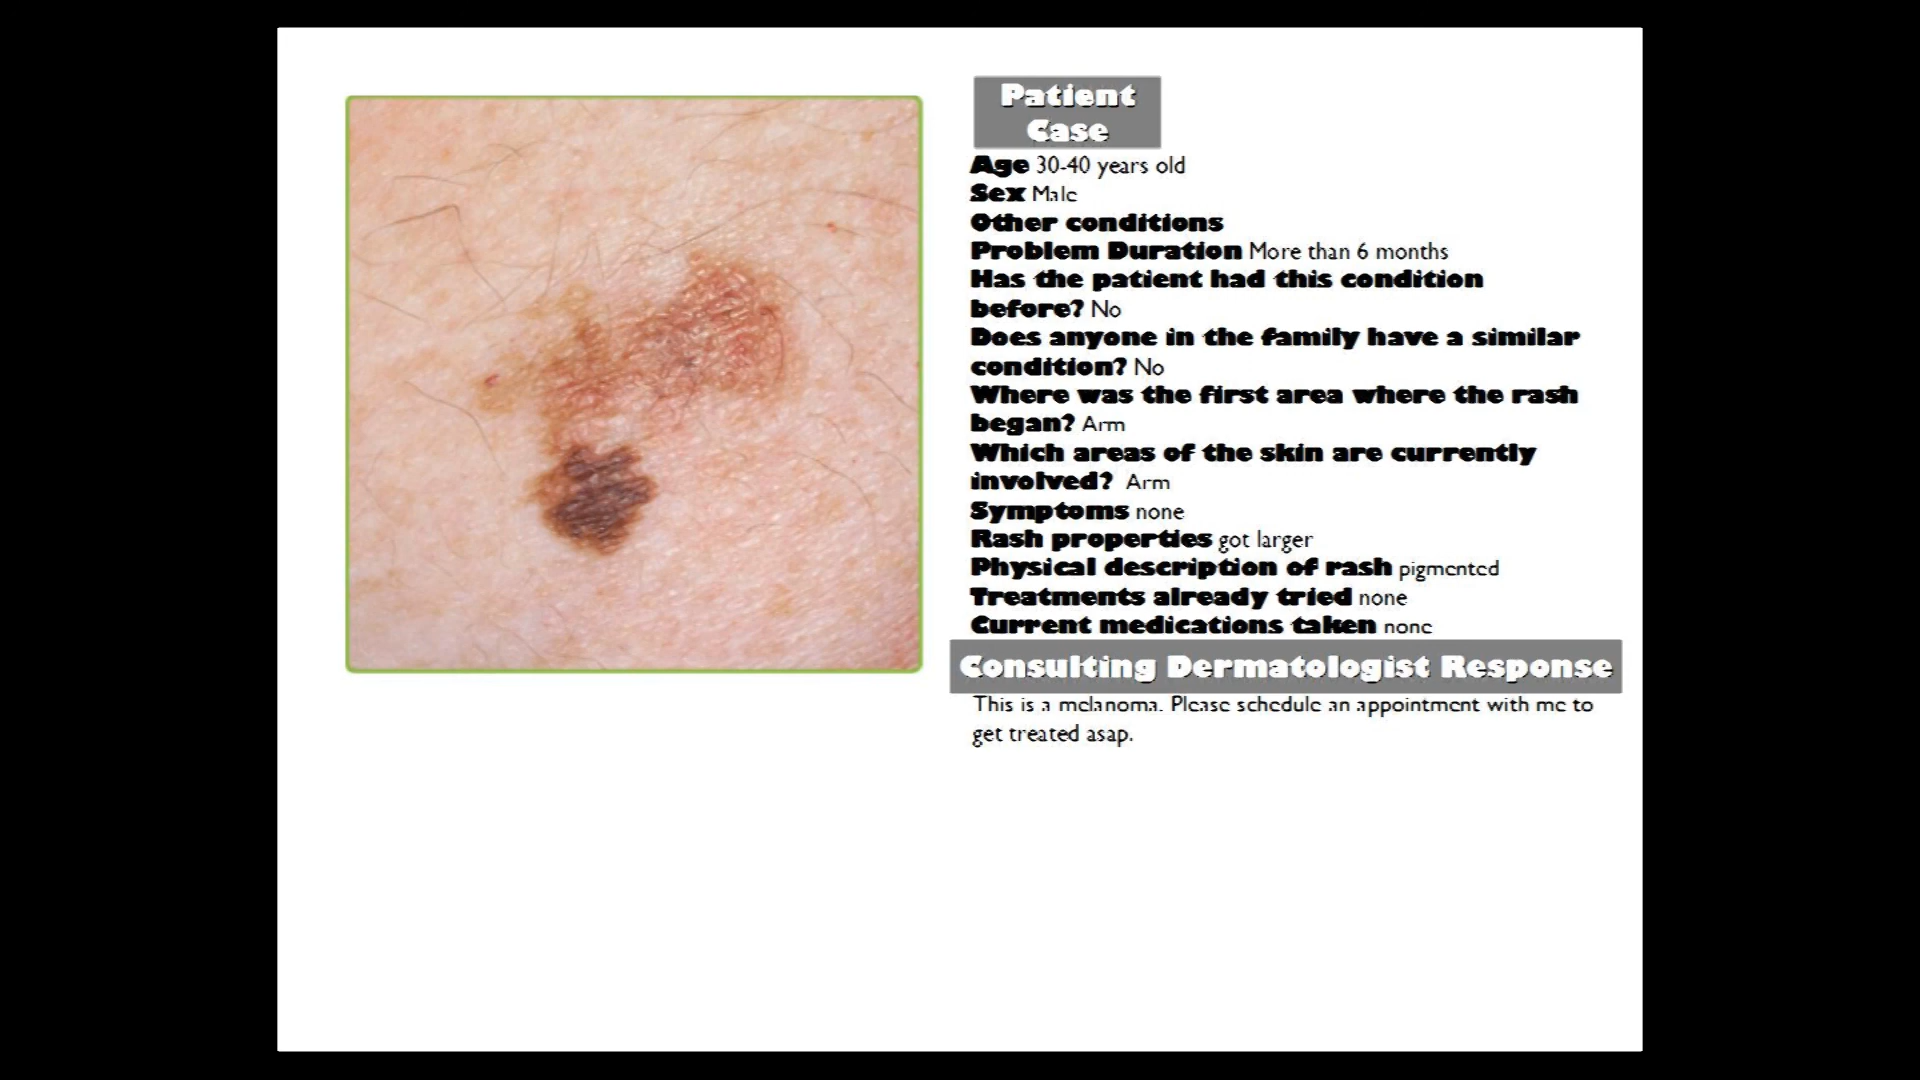 Patient
Case
Age 30-40 years old
Sex Male
Other conditions
Problem Duration More than 6 months
Has the patient had this condition
before? No
Does anyone in the family have a similar
condition? No
Where was the first area where the rash
began? Arm
Which areas of the skin are currently
involved? Arm
Symptoms none
Rash properties got larger
Physical description of rash pigmented
Treatments already tried none
Current medications taken none
Consulting Dermatologist Response
This is a melanoma. Please schedule an appointment with me to
get treated asap.